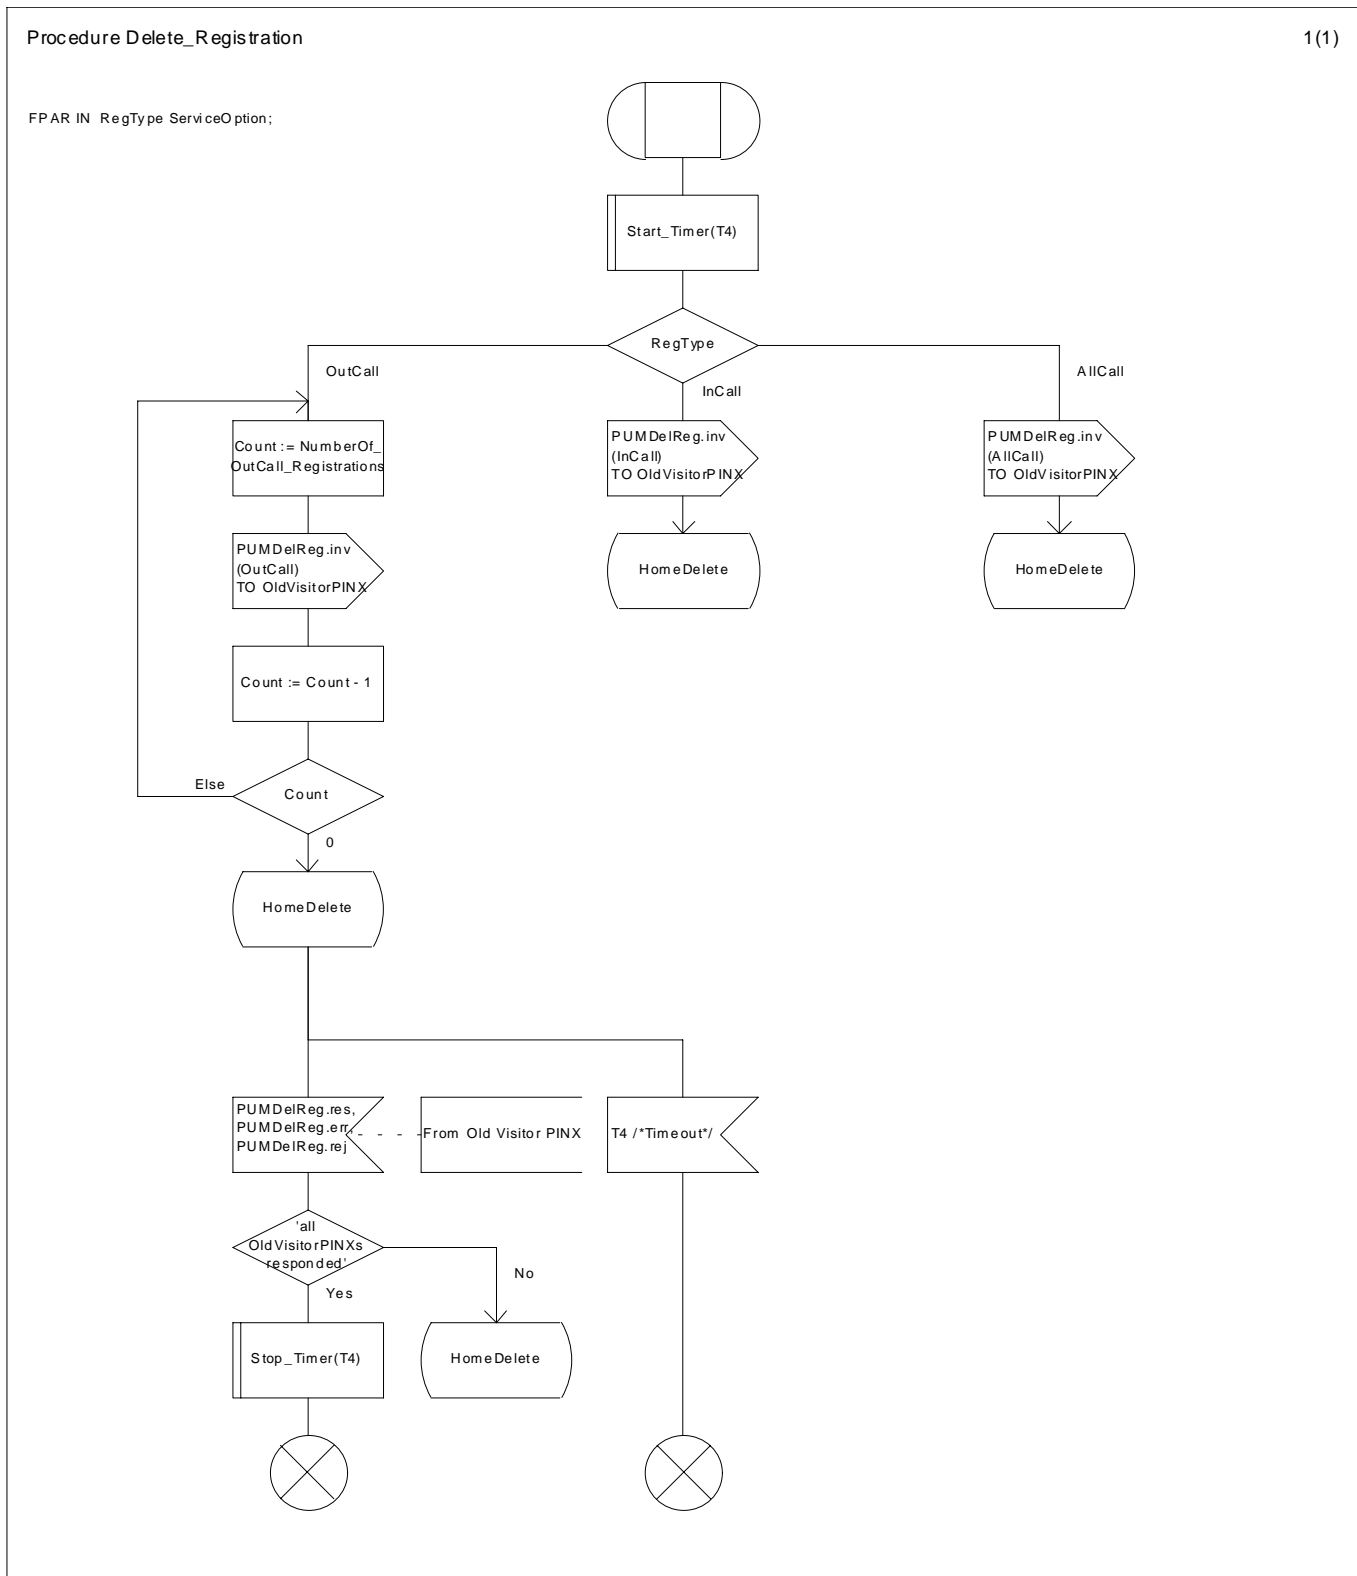 Procedure Delete_Registration
1(1)
FPAR IN RegType ServiceOption;
Start_Timer(T4)
RegType
OutCall
InCall
AllCall
Count := NumberOf_
OutCall_Registrations
PUMDelReg.inv
(InCall)
TO OldVisitorPINX
PUMDelReg.inv
(AllCall)
TO OldVisitorPINX
PUMDelReg.inv
(OutCall)
TO OldVisitorPINX
HomeDelete
HomeDelete
Count := Count - 1
Else
Count
0
HomeDelete
PUMDelReg.res,
PUMDelReg.err,
PUMDelReg.rej
From Old Visitor PINX
T4 /*Timeout*/
'all
OldVisitorPINXs
responded'
No
Yes
Stop_Timer(T4)
HomeDelete